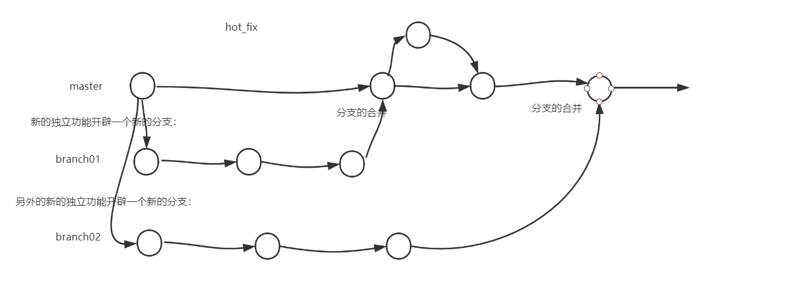 hot_fix
master
分支的合并
分支的合并
新的独立功能开辟一个新的分支：
branch01
另外的新的独立功能开辟一个新的分支：
branch02